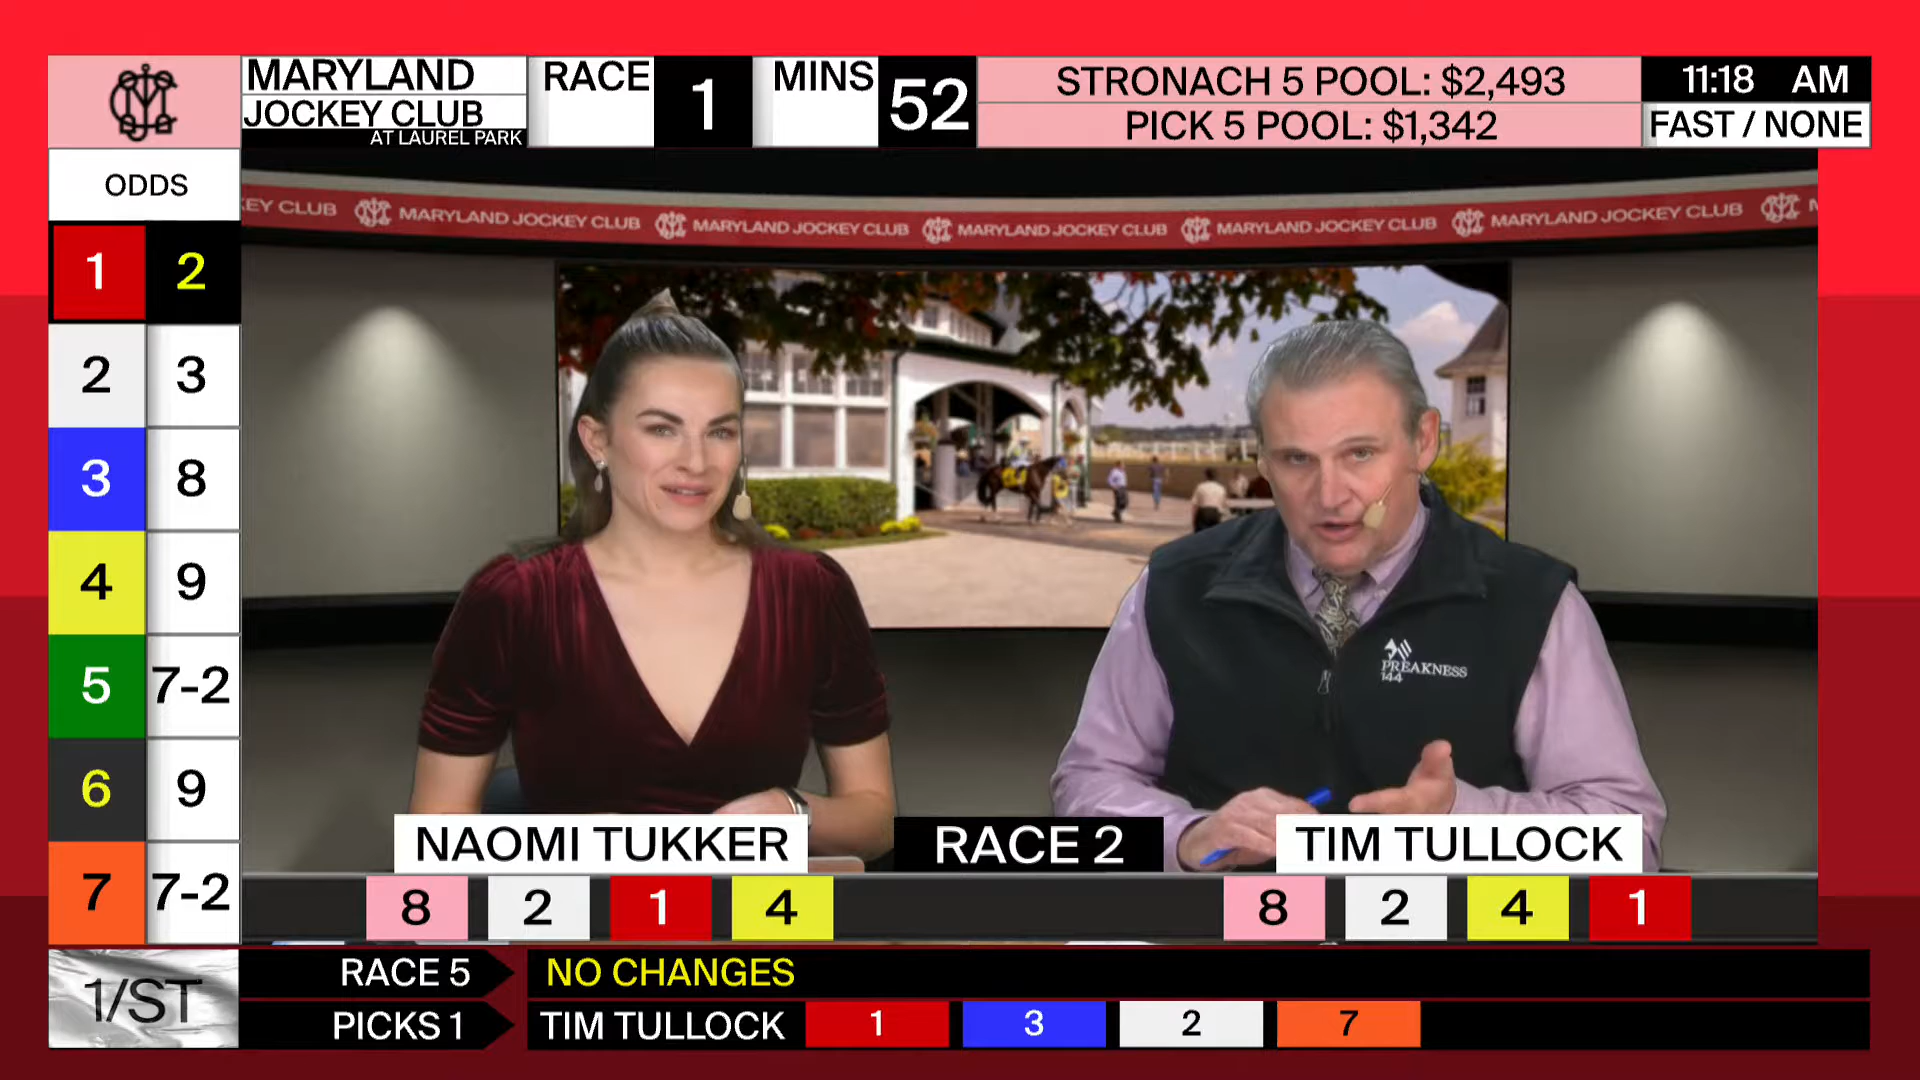 MARYLAND
JOCKEY CLUB
AT LAUREL PARK
RACE 1
MINS 52
STRONACH 5 POOL: $2,493
PICK 5 POOL: $1,342
11:18 AM
FAST / NONE
ODDS
1 2
2 3
3 8
4 9
5 7-2
6 9
7 7-2
EY CLUB MARYLAND JOCKEY CLUB MARYLAND JOCKEY CLUB MARYLAND JOCKEY CLUB MARYLAND JOCKEY CLUB MARYLAND JOCKEY CLUB M
PREAKNESS
144
NAOMI TUKKER
8 2 1 4
RACE 2
TIM TULLOCK
8 2 4 1
1/ST
RACE 5 NO CHANGES
PICKS 1 TIM TULLOCK 1 3 2 7